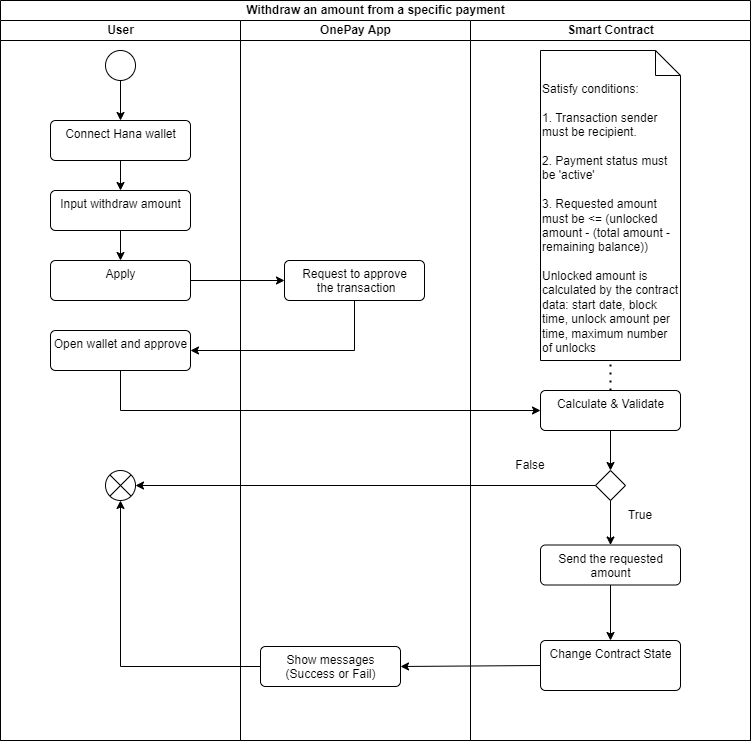 Withdraw an amount from a specific payment
User
OnePay App
Smart Contract
Satisfy conditions:
1. Transaction sender
must be recipient.
2. Payment status must
be 'active'
3. Requested amount
must be <= (unlocked
amount - (total amount -
remaining balance))
Unlocked amount is
calculated by the contract
data: start date, block
time, unlock amount per
time, maximum number
of unlocks
Connect Hana wallet
Input withdraw amount
Apply
Request to approve
the transaction
Open wallet and approve
Calculate & Validate
False
True
Send the requested
amount
Change Contract State
Show messages
(Success or Fail)